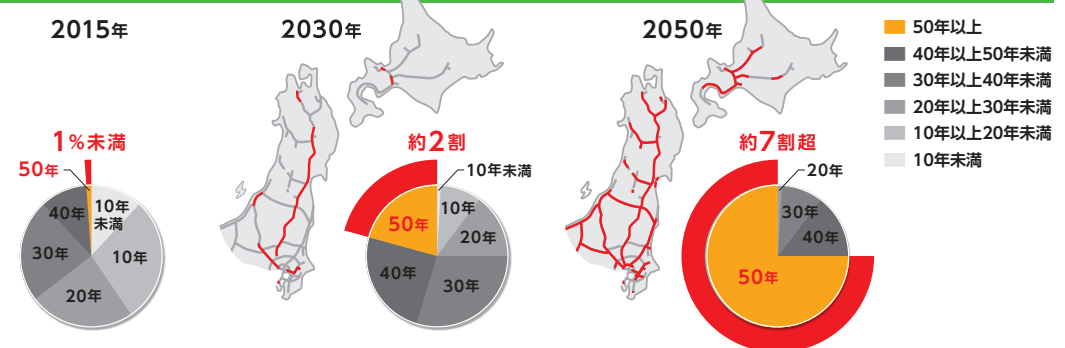 2015年
1%未満
50年
40年
10年
未満
30年
10年
20年
2030年
約2割
10年未満
50年
10年
20年
40年
30年
2050年
約7割超
20年
30年
40年
50年
50年以上
40年以上50年未満
30年以上40年未満
20年以上30年未満
10年以上20年未満
10年未満